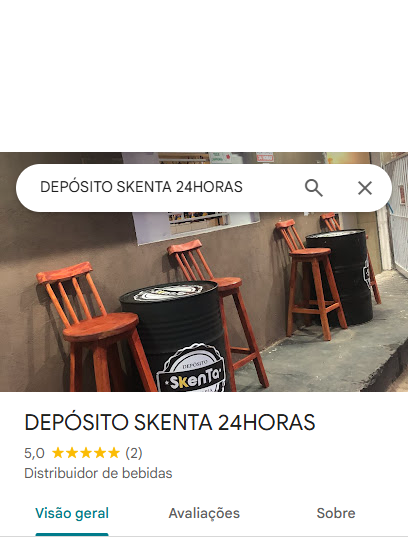 DEPÓSITO SKENTA 24HORAS
DEPÓSITO
SKenTa
DEPÓSITO SKENTA 24HORAS
5,0 ★★★★★ (2)
Distribuidor de bebidas
Visão geral Avaliações Sobre